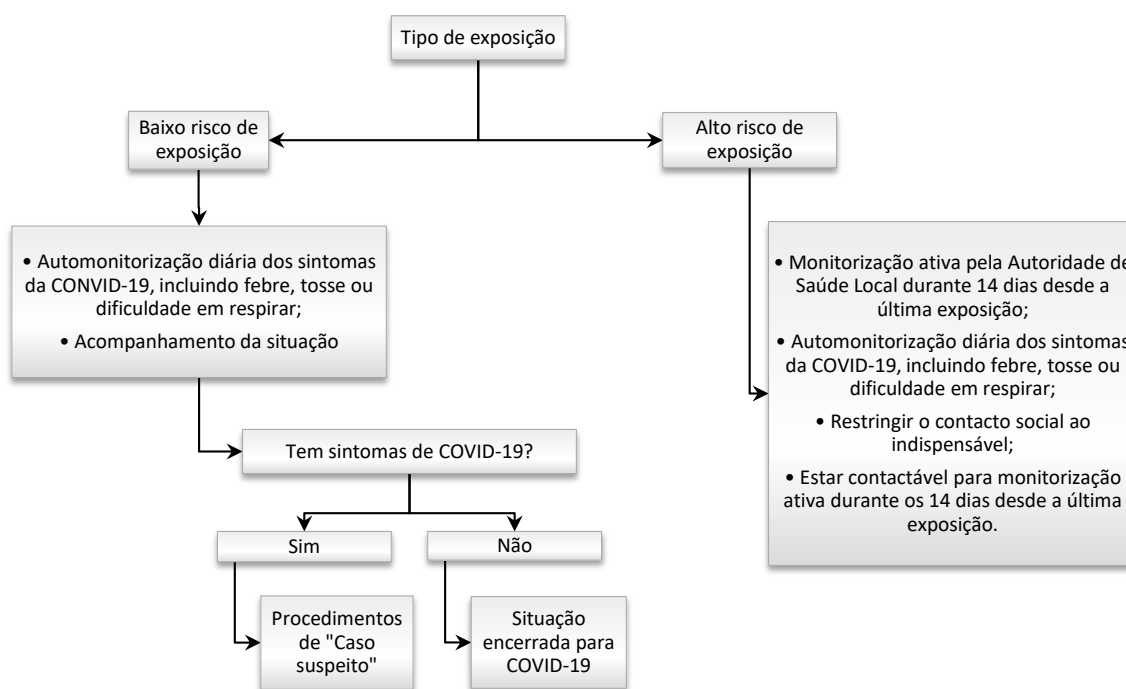 Tipo de exposição
Baixo risco de
exposição
Alto risco de
exposição
• Automonitorização diária dos sintomas
da CONVID-19, incluindo febre, tosse ou
dificuldade em respirar;
• Acompanhamento da situação
• Monitorização ativa pela Autoridade de
Saúde Local durante 14 dias desde a
última exposição;
• Automonitorização diária dos sintomas
da COVID-19, incluindo febre, tosse ou
dificuldade em respirar;
• Restringir o contacto social ao
indispensável;
• Estar contactável para monitorização
ativa durante os 14 dias desde a última
exposição.
Tem sintomas de COVID-19?
Sim
Não
Procedimentos
de "Caso
suspeito"
Situação
encerrada para
COVID-19